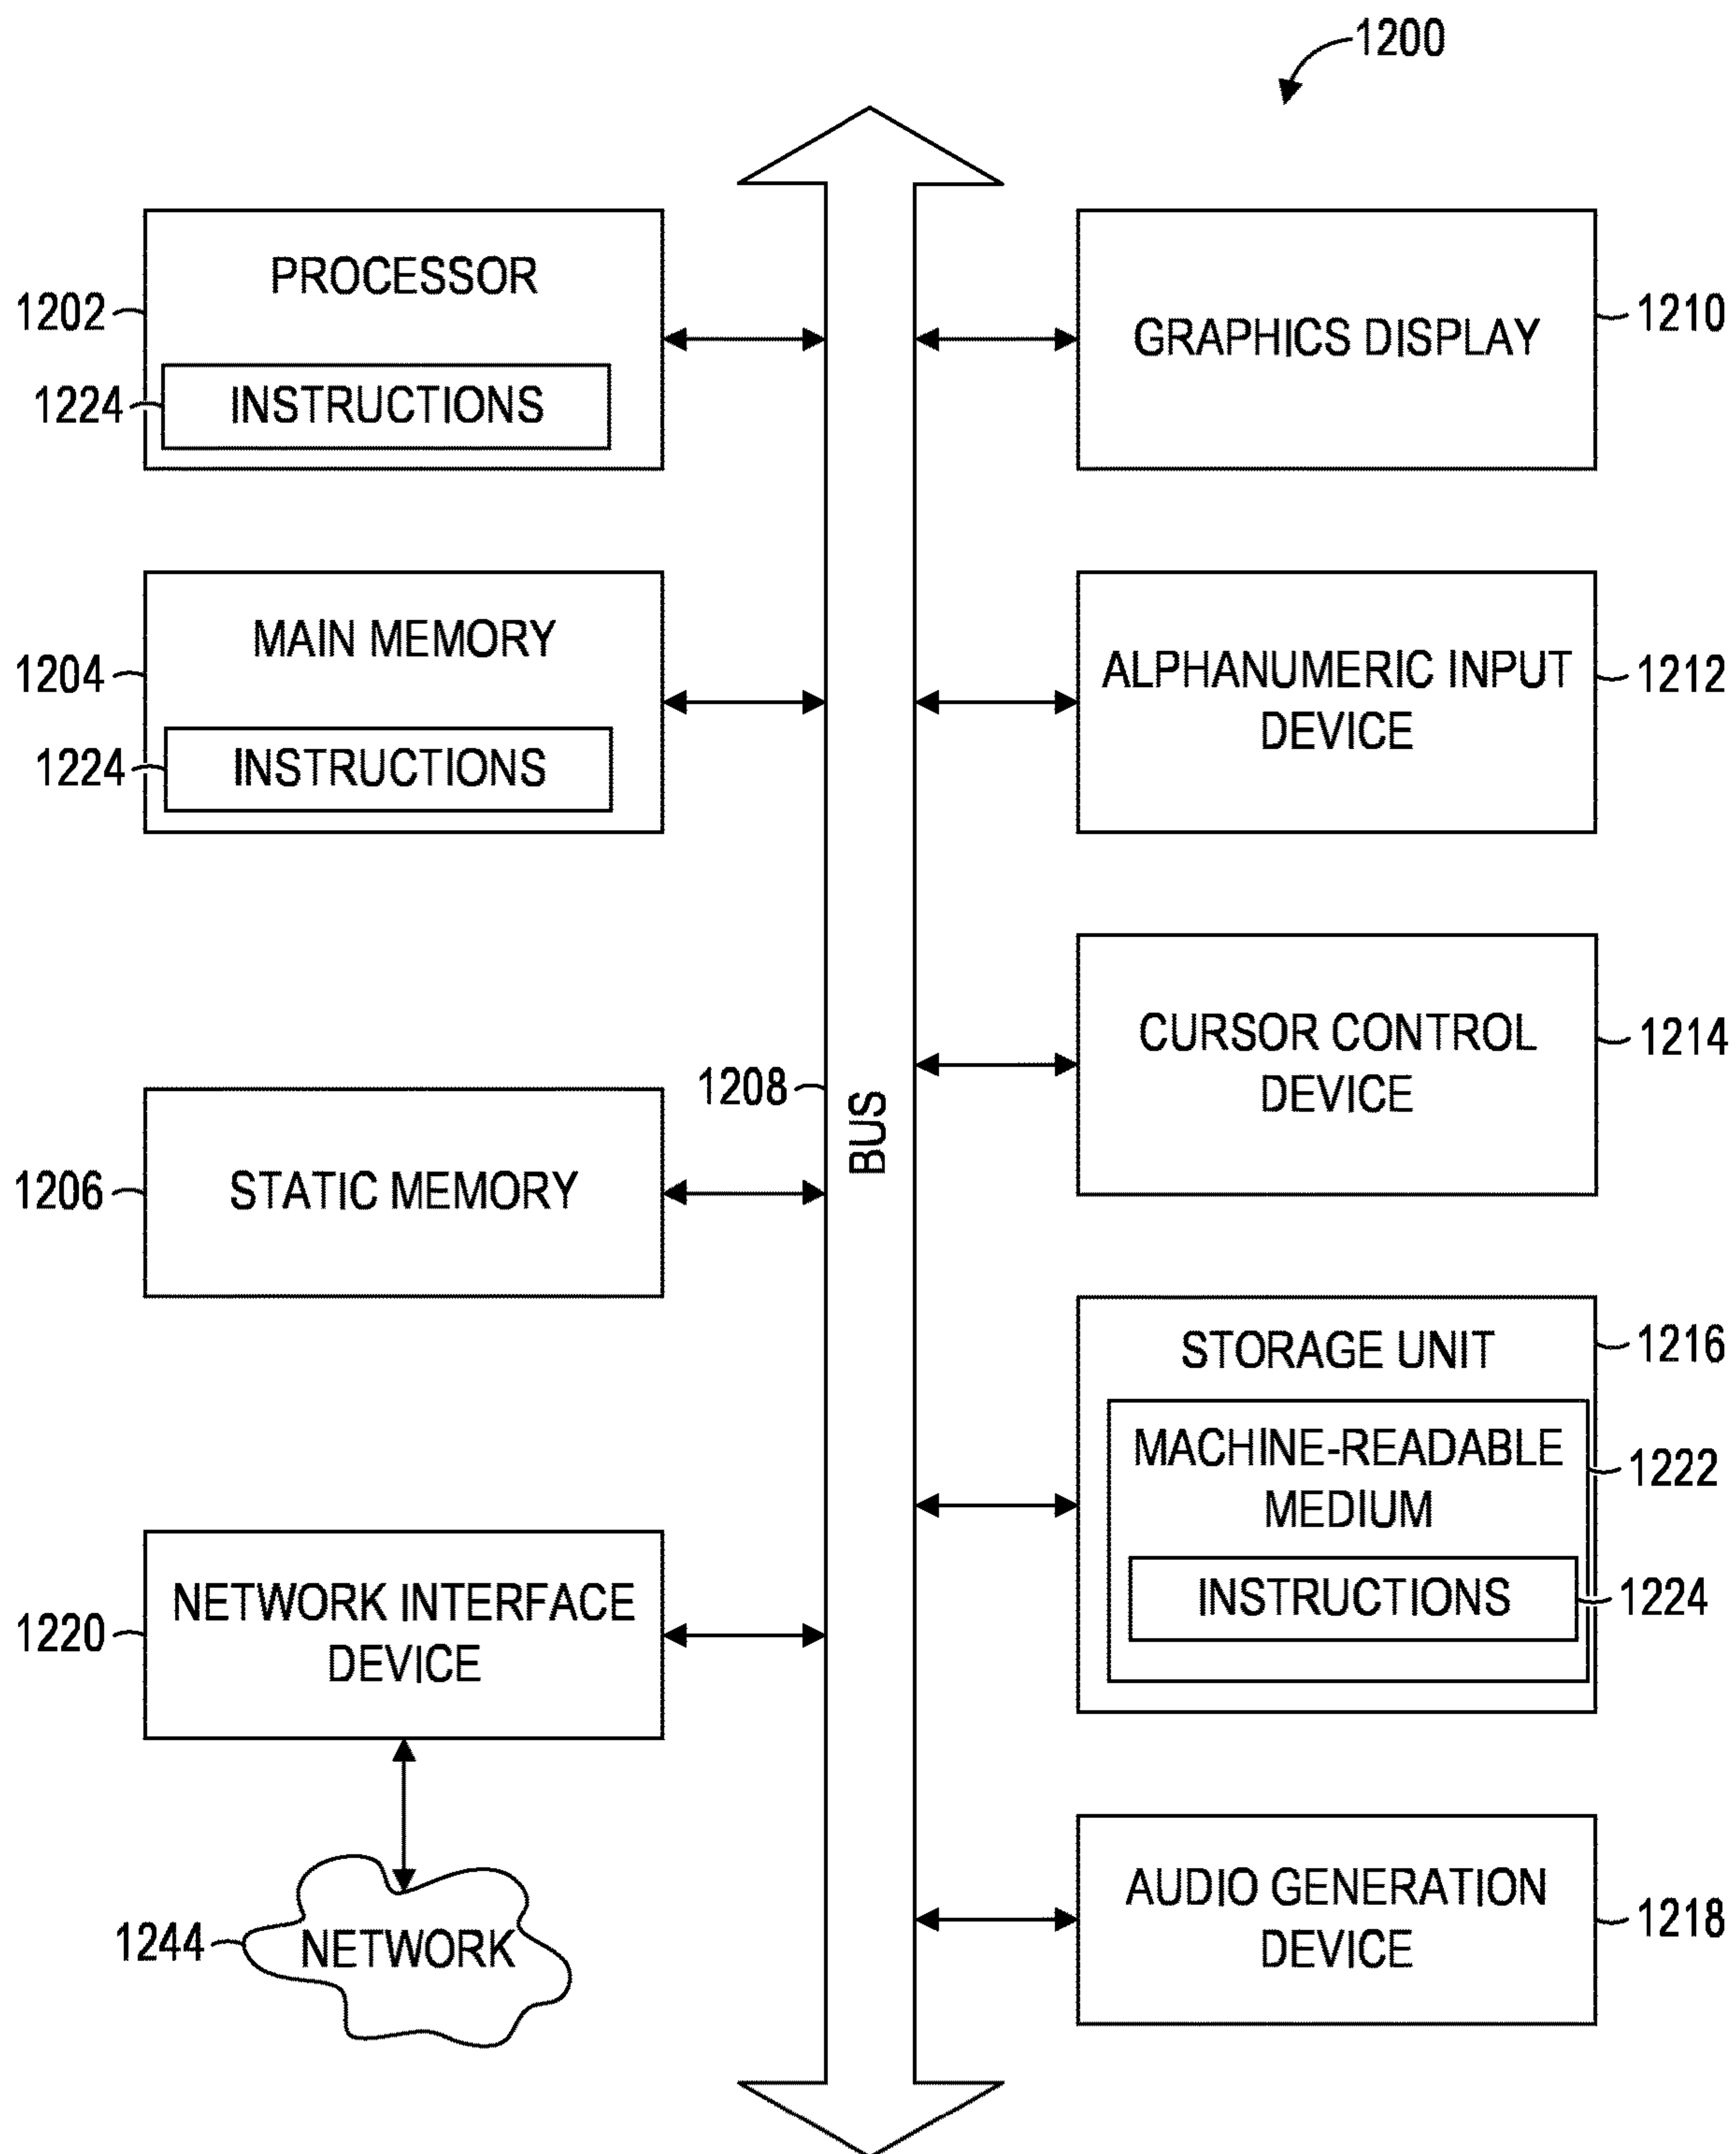 1200
PROCESSOR
1202
1224
INSTRUCTIONS
MAIN MEMORY
1204
1224
INSTRUCTIONS
1206
STATIC MEMORY
NETWORK INTERFACE
1220
DEVICE
1244
NETWORK
1208
BUS
GRAPHICS DISPLAY
1210
ALPHANUMERIC INPUT
DEVICE
1212
CURSOR CONTROL
DEVICE
1214
STORAGE UNIT
1216
MACHINE-READABLE
MEDIUM
1222
INSTRUCTIONS
1224
AUDIO GENERATION
DEVICE
1218